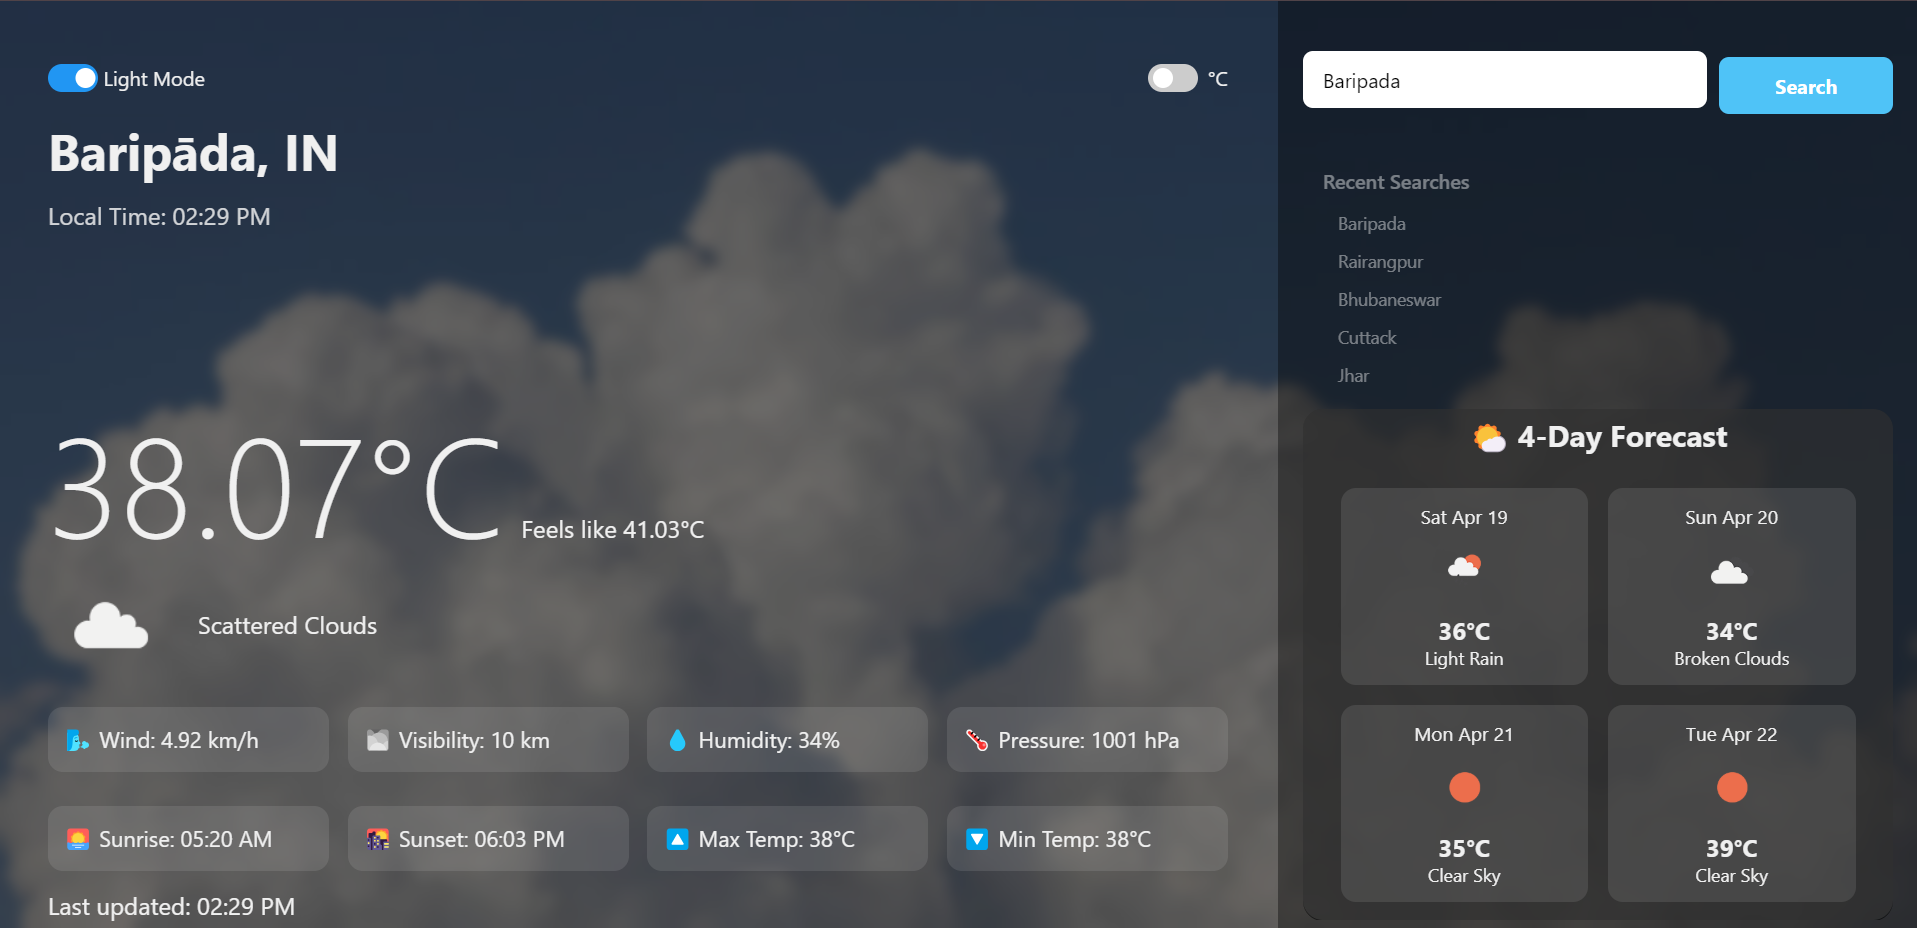 Light Mode
°C
Baripāda, IN
Local Time: 02:29 PM
38.07°C
Feels like 41.03°C
Scattered Clouds
Wind: 4.92 km/h
Visibility: 10 km
Humidity: 34%
Pressure: 1001 hPa
Sunrise: 05:20 AM
Sunset: 06:03 PM
Max Temp: 38°C
Min Temp: 38°C
Last updated: 02:29 PM
Baripada
Search
Recent Searches
Baripada
Rairangpur
Bhubaneswar
Cuttack
Jhar
4-Day Forecast
Sat Apr 19
36°C
Light Rain
Sun Apr 20
34°C
Broken Clouds
Mon Apr 21
35°C
Clear Sky
Tue Apr 22
39°C
Clear Sky